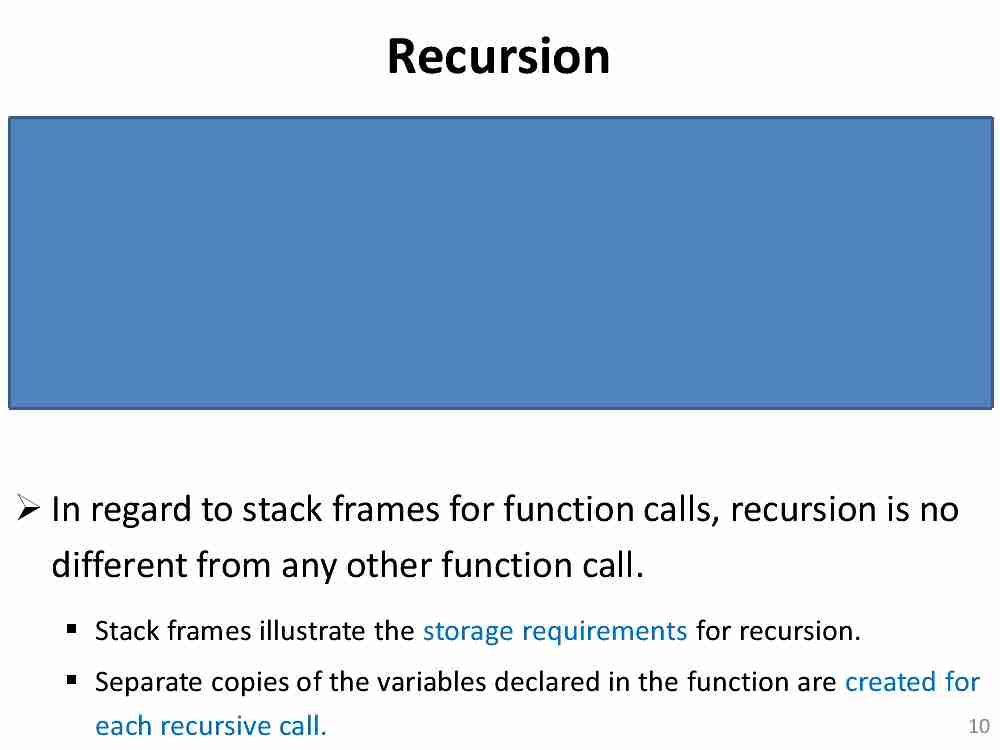 Recursion
➢ In regard to stack frames for function calls, recursion is no
different from any other function call.
▪ Stack frames illustrate the storage requirements for recursion.
▪ Separate copies of the variables declared in the function are created for
each recursive call.
10